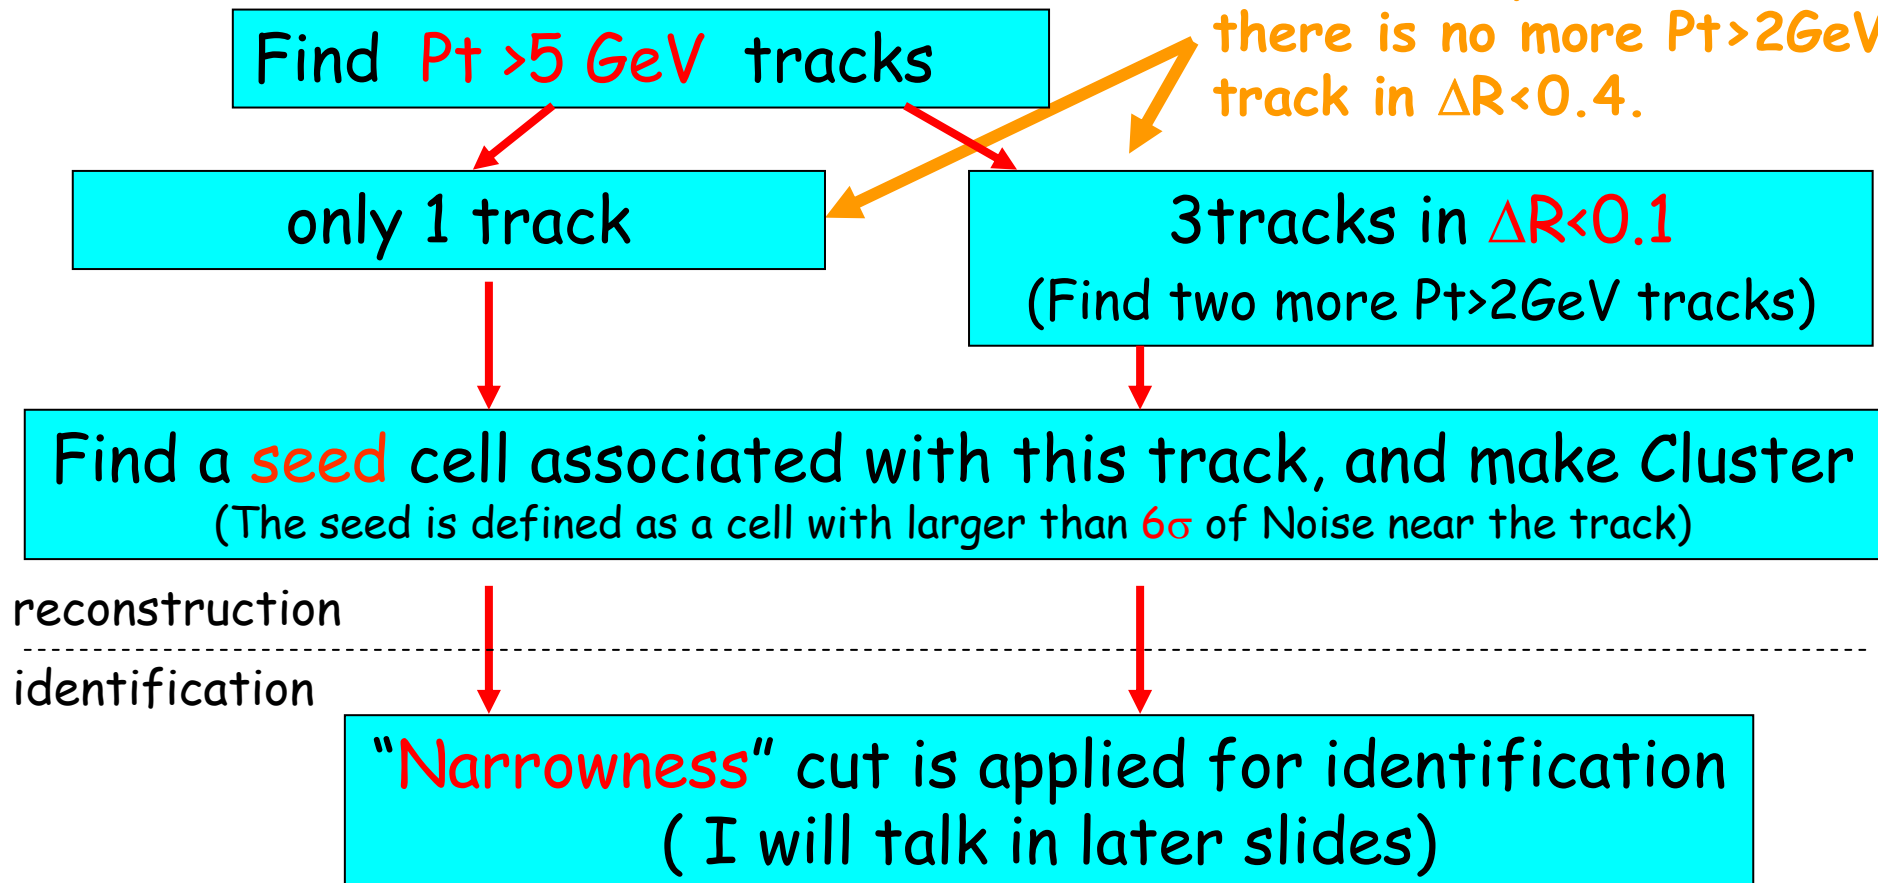 Find Pt >5 GeV tracks
there is no more Pt>2GeV
track in ΔR<0.4.
only 1 track
3tracks in ΔR<0.1
(Find two more Pt>2GeV tracks)
Find a seed cell associated with this track, and make Cluster
(The seed is defined as a cell with larger than 6σ of Noise near the track)
reconstruction
identification
“Narrowness” cut is applied for identification
( I will talk in later slides)